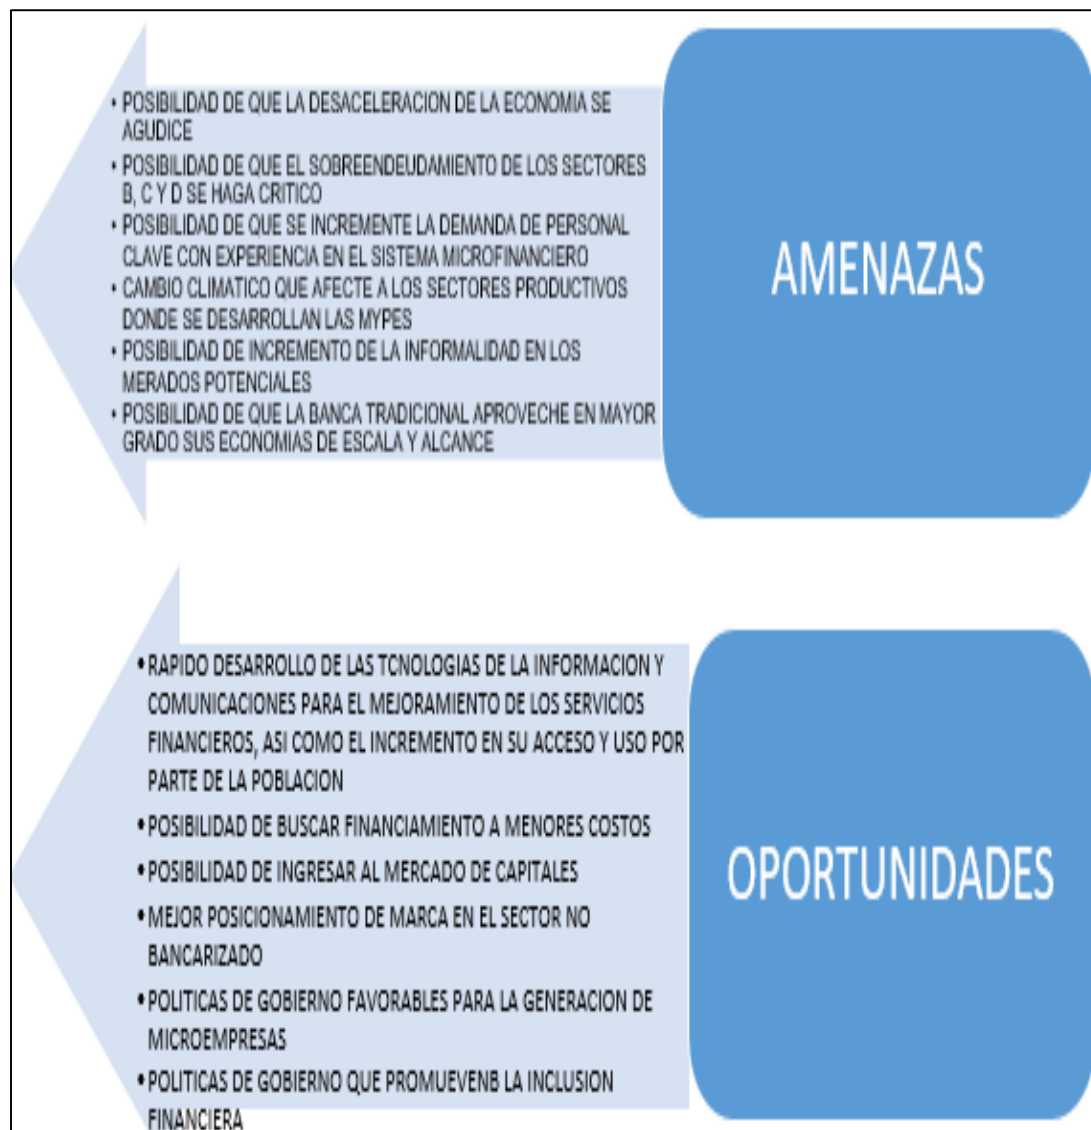 • POSIBILIDAD DE QUE LA DESACELERACION DE LA ECONOMIA SE
AGUDICE
• POSIBILIDAD DE QUE EL SOBREENDEUDAMIENTO DE LOS SECTORES
B, C Y D SE HAGA CRITICO
• POSIBILIDAD DE QUE SE INCREMENTE LA DEMANDA DE PERSONAL
CLAVE CON EXPERIENCIA EN EL SISTEMA MICROFINANCIERO
• CAMBIO CLIMATICO QUE AFECTE A LOS SECTORES PRODUCTIVOS
DONDE SE DESARROLLAN LAS MYPES
• POSIBILIDAD DE INCREMENTO DE LA INFORMALIDAD EN LOS
MERADOS POTENCIALES
• POSIBILIDAD DE QUE LA BANCA TRADICIONAL APROVECHE EN MAYOR
GRADO SUS ECONOMIAS DE ESCALA Y ALCANCE
AMENAZAS
• RAPIDO DESARROLLO DE LAS TCNOLOGIAS DE LA INFORMACION Y
COMUNICACIONES PARA EL MEJORAMIENTO DE LOS SERVICIOS
FINANCIEROS, ASI COMO EL INCREMENTO EN SU ACCESO Y USO POR
PARTE DE LA POBLACION
• POSIBILIDAD DE BUSCAR FINANCIAMIENTO A MENORES COSTOS
• POSIBILIDAD DE INGRESAR AL MERCADO DE CAPITALES
• MEJOR POSICIONAMIENTO DE MARCA EN EL SECTOR NO
BANCARIZADO
• POLITICAS DE GOBIERNO FAVORABLES PARA LA GENERACION DE
MICROEMPRESAS
• POLITICAS DE GOBIERNO QUE PROMUEVENB LA INCLUSION
FINANCIERA
OPORTUNIDADES